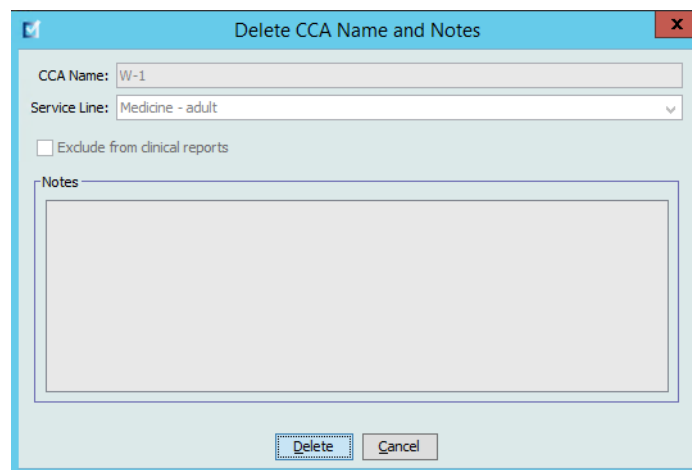 Delete CCA Name and Notes
x
CCA Name: W-1
Service Line: Medicine - adult
Exclude from clinical reports
Notes
Delete Cancel